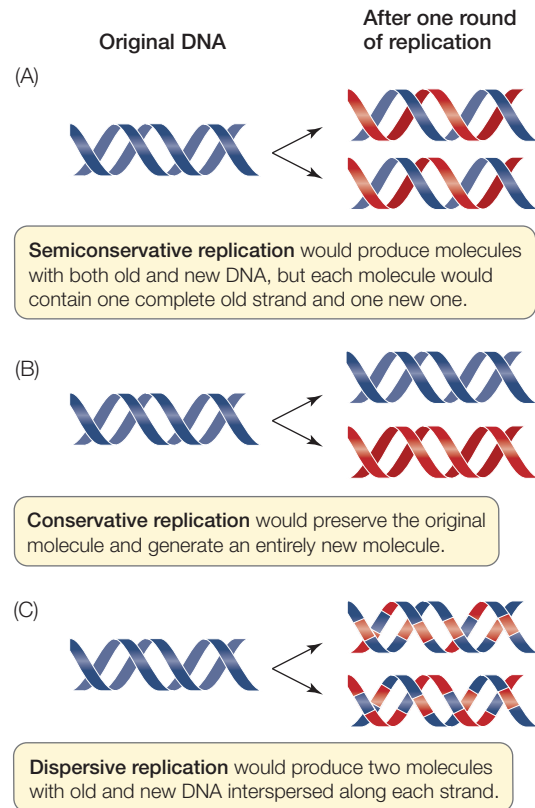 Original DNA
After one round
of replication
(A)
Semiconservative replication would produce molecules
with both old and new DNA, but each molecule would
contain one complete old strand and one new one.
(B)
Conservative replication would preserve the original
molecule and generate an entirely new molecule.
(C)
Dispersive replication would produce two molecules
with old and new DNA interspersed along each strand.